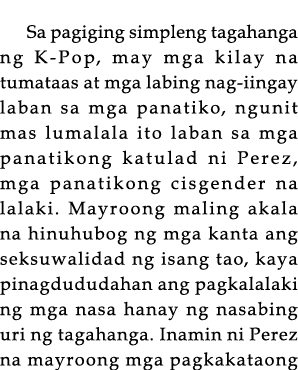 Sa pagiging simpleng tagahanga
ng K-Pop, may mga kilay na
tumataas at mga labing nag-iingay
laban sa mga panatiko, ngunit
mas lumalala ito laban sa mga
panatikong katulad ni Perez,
mga panatikong cisgender na
lalaki. Mayroong maling akala
na hinuhubog ng mga kanta ang
seksuwalidad ng isang tao, kaya
pinagdududahan ang pagkalalaki
ng mga nasa hanay ng nasabing
uri ng tagahanga. Inamin ni Perez
na mayroong mga pagkakataong